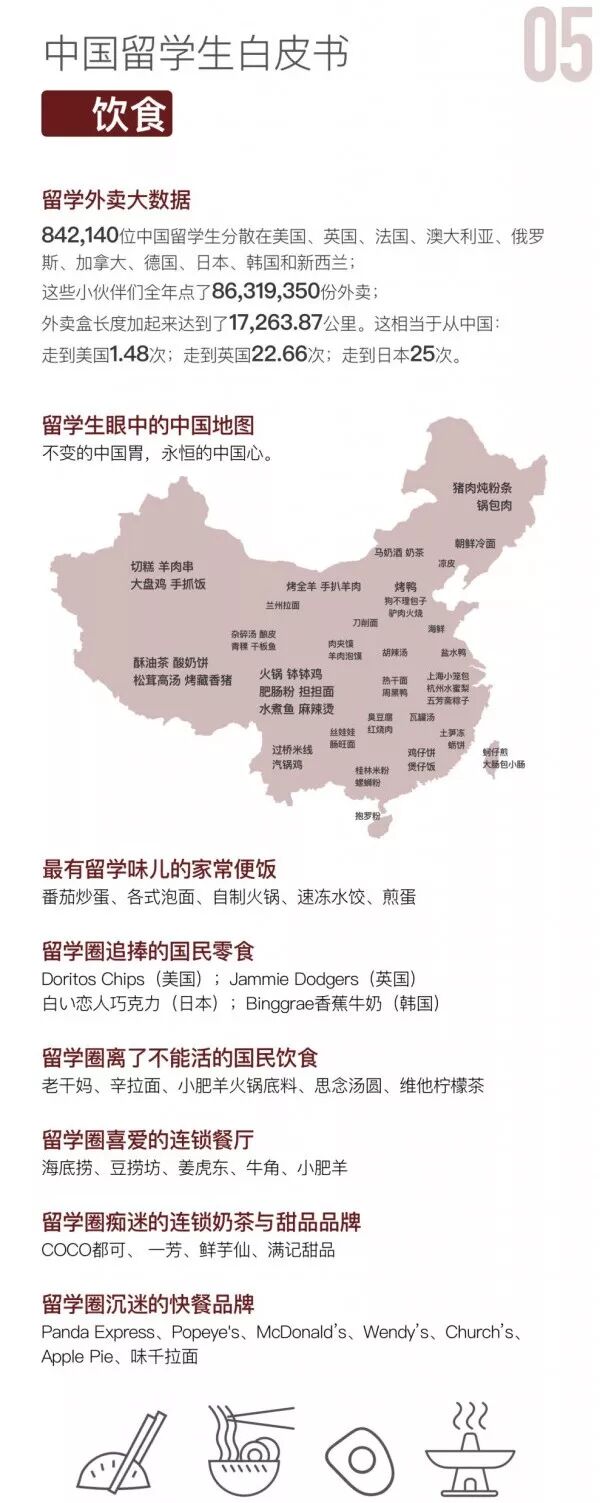 中国留学生白皮书
05
饮食
留学外卖大数据
842,140位中国留学生分散在美国、英国、法国、澳大利亚、俄罗
斯、加拿大、德国、日本、韩国和新西兰；
这些小伙伴们全年点了86,319,350份外卖；
外卖盒长度加起来达到了17,263.87公里。这相当于从中国：
走到美国1.48次；走到英国22.66次；走到日本25次。
留学生眼中的中国地图
不变的中国胃，永恒的中国心。
猪肉炖粉条
锅包肉
朝鲜冷面
马奶酒 奶茶
凉皮
切糕 羊肉串
大盘鸡 手抓饭
烤全羊 手扒羊肉
烤鸭
狗不理包子
驴肉火烧
兰州拉面
刀削面
海鲜
杂碎汤 酿皮
青稞 干板鱼
肉夹馍
羊肉泡馍
胡辣汤
盐水鸭
酥油茶 酸奶饼
松茸高汤 烤藏香猪
火锅 钵钵鸡
肥肠粉 担担面
水煮鱼 麻辣烫
热干面
周黑鸭
上海小笼包
杭州水蜜梨
五芳斋粽子
臭豆腐
红烧肉
瓦罐汤
丝娃娃
肠旺面
土笋冻
蛎饼
过桥米线
汽锅鸡
鸡仔饼
煲仔饭
蚵仔煎
大肠包小肠
桂林米粉
螺蛳粉
抱罗粉
最有留学味儿的家常便饭
番茄炒蛋、各式泡面、自制火锅、速冻水饺、煎蛋
留学圈追捧的国民零食
Doritos Chips（美国）；Jammie Dodgers（英国）
白い恋人巧克力（日本）；Binggrae香蕉牛奶（韩国）
留学圈离了不能活的国民饮食
老干妈、辛拉面、小肥羊火锅底料、思念汤圆、维他柠檬茶
留学圈喜爱的连锁餐厅
海底捞、豆捞坊、姜虎东、牛角、小肥羊
留学圈痴迷的连锁奶茶与甜品品牌
COCO都可、一芳、鲜芋仙、满记甜品
留学圈沉迷的快餐品牌
Panda Express、Popeye's、McDonald's、Wendy's、Church's、
Apple Pie、味千拉面